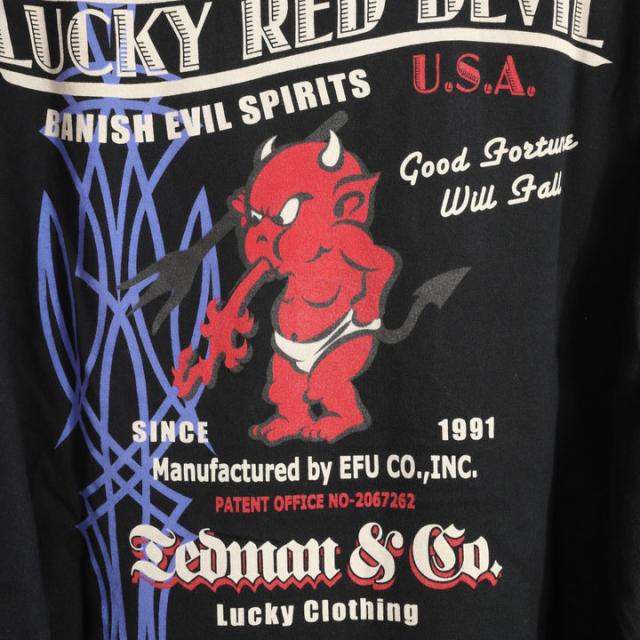 LUCKY RED DEVIL
U.S.A.
BANISH EVIL SPIRITS
Good Fortune
Will Fall
SINCE 1991
Manufactured by EFU CO.,INC.
PATENT OFFICE NO-2067262
Tedman & Co.
Lucky Clothing